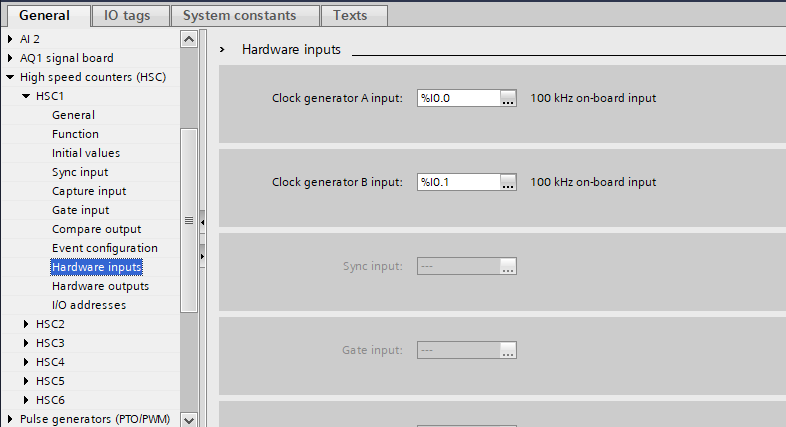 General
IO tags
System constants
Texts
AI 2
AQ1 signal board
High speed counters (HSC)
HSC1
General
Function
Initial values
Sync input
Capture input
Gate input
Compare output
Event configuration
Hardware inputs
Hardware outputs
I/O addresses
HSC2
HSC3
HSC4
HSC5
HSC6
Pulse generators (PTO/PWM)
Hardware inputs
Clock generator A input: %I0.0 ... 100 kHz on-board input
Clock generator B input: %I0.1 ... 100 kHz on-board input
Sync input: --- ...
Gate input: --- ...